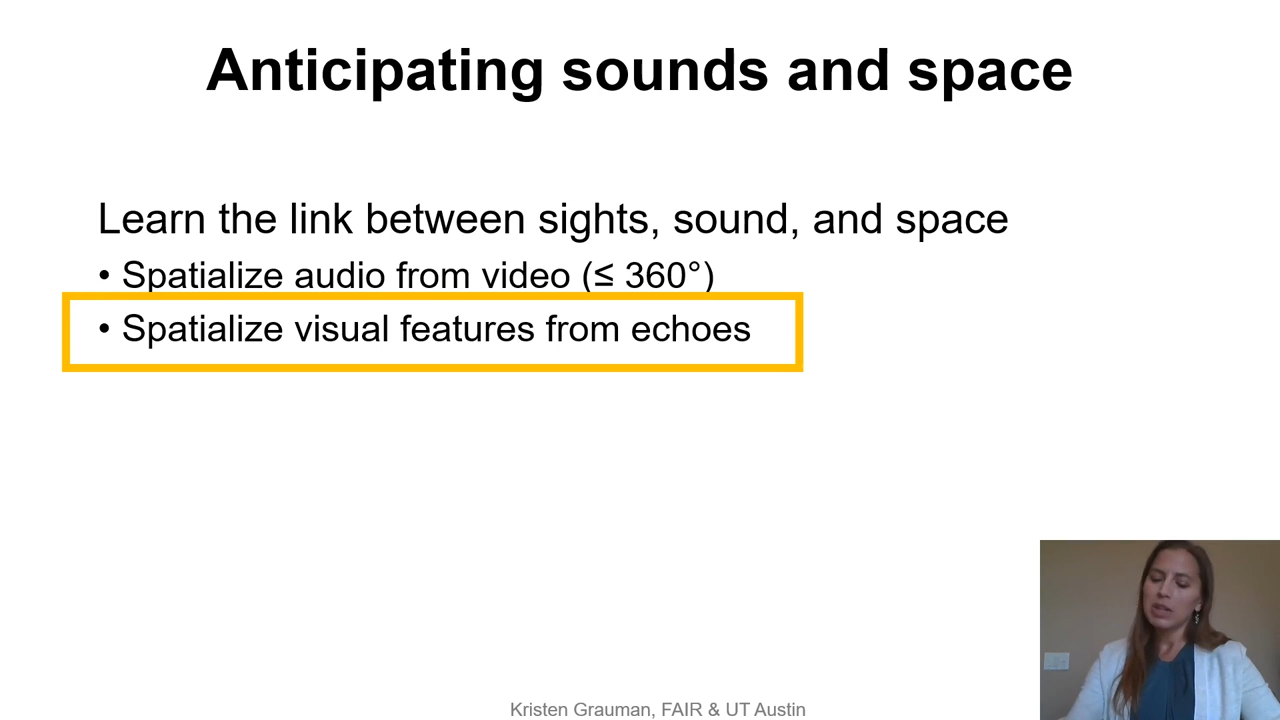 Anticipating sounds and space
Learn the link between sights, sound, and space
• Spatialize audio from video (≤ 360°)
• Spatialize visual features from echoes
Kristen Grauman, FAIR & UT Austin